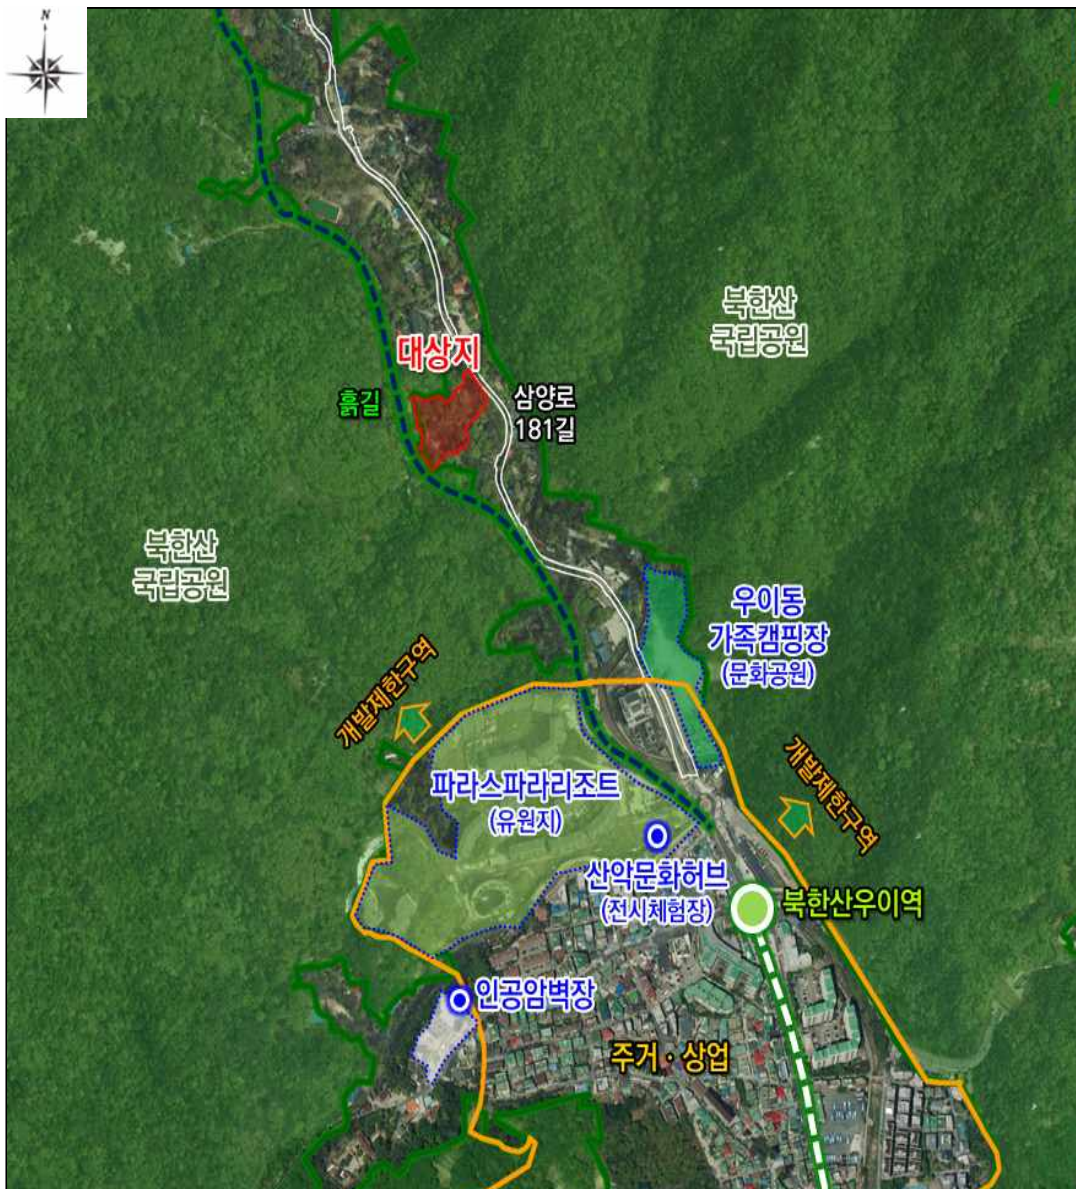 N
북한산
국립공원
대상지
흙길
삼양로
181길
북한산
국립공원
우이동
가족캠핑장
(문화공원)
개발제한구역
개발제한구역
파라스파라리조트
(유원지)
산악문화허브
(전시체험장)
북한산우이역
인공암벽장
주거 · 상업